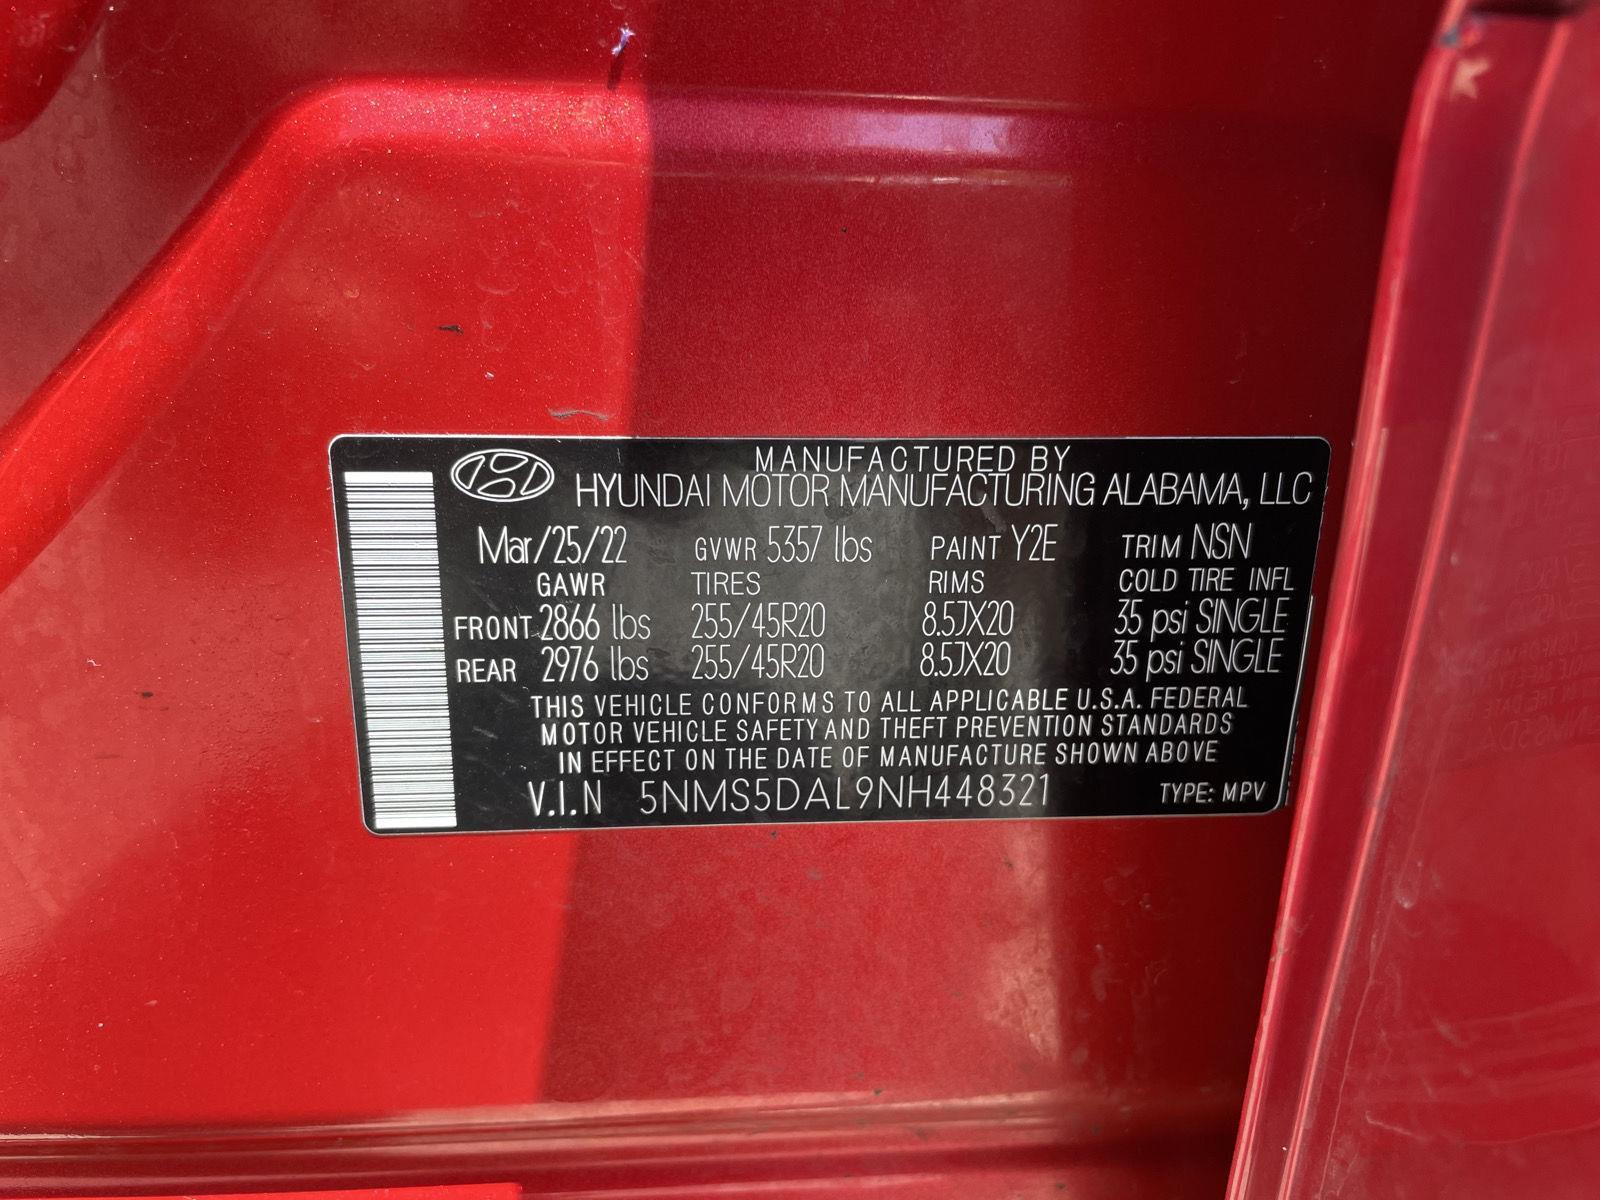 MANUFACTURED BY
HYUNDAI MOTOR MANUFACTURING ALABAMA, LLC
Mar/25/22 GVWR 5357 lbs PAINT Y2E TRIM NSN
GAWR TIRES RIMS COLD TIRE INFL
FRONT 2866 lbs 255/45R20 8.5JX20 35 psi SINGLE
REAR 2976 lbs 255/45R20 8.5JX20 35 psi SINGLE
THIS VEHICLE CONFORMS TO ALL APPLICABLE U.S.A. FEDERAL
MOTOR VEHICLE SAFETY AND THEFT PREVENTION STANDARDS
IN EFFECT ON THE DATE OF MANUFACTURE SHOWN ABOVE
V.I.N 5NMS5DAL9NH448321 TYPE: MPV